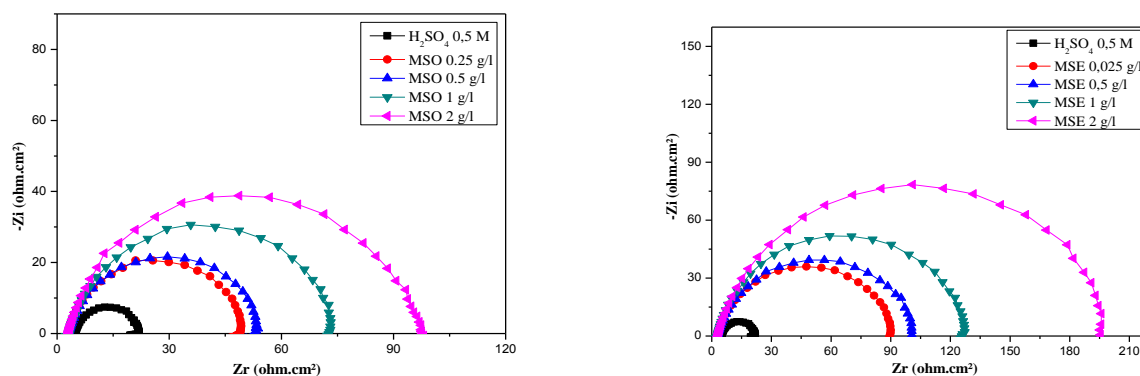 80
60
40
20
0
-Zi (ohm.cm²)
0 30 60 90 120
Zr (ohm.cm²)
H₂SO₄ 0,5 M
MSO 0.25 g/l
MSO 0.5 g/l
MSO 1 g/l
MSO 2 g/l
150
120
90
60
30
0
-Zi (ohm.cm²)
0 30 60 90 120 150 180 210
Zr (ohm.cm²)
H₂SO₄ 0,5 M
MSE 0,025 g/l
MSE 0,5 g/l
MSE 1 g/l
MSE 2 g/l